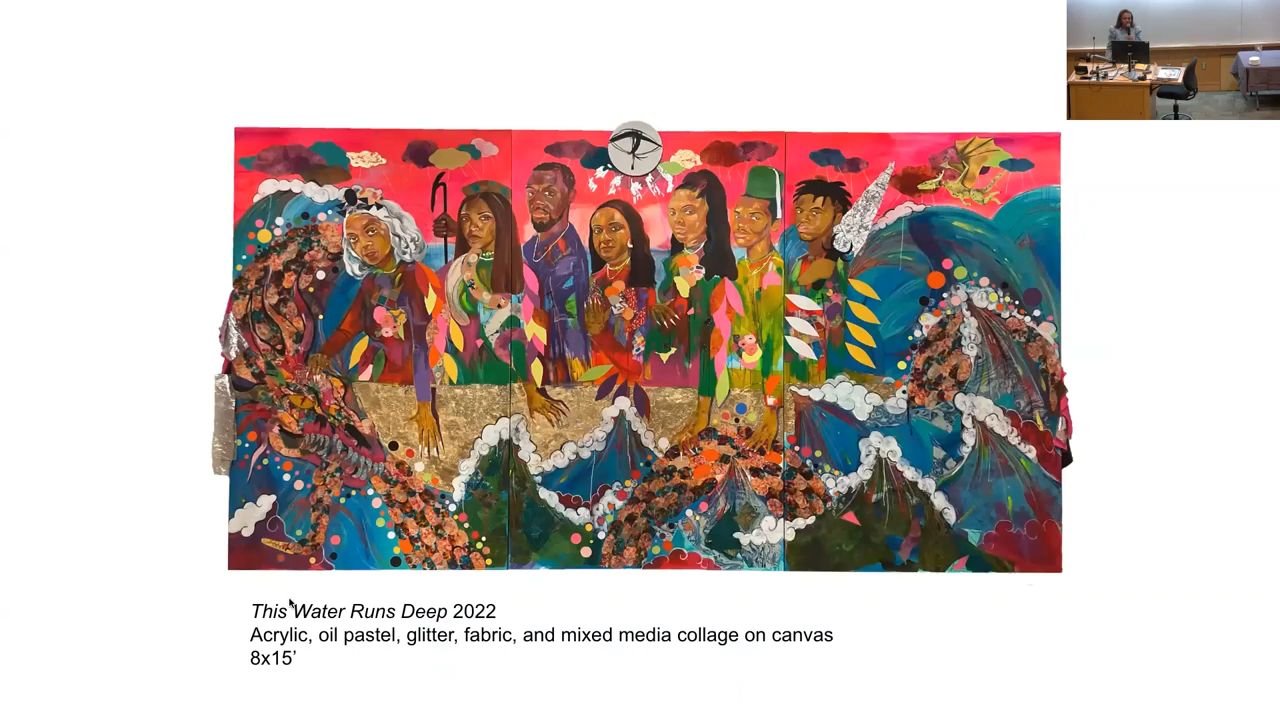 This Water Runs Deep 2022
Acrylic, oil pastel, glitter, fabric, and mixed media collage on canvas
8x15’